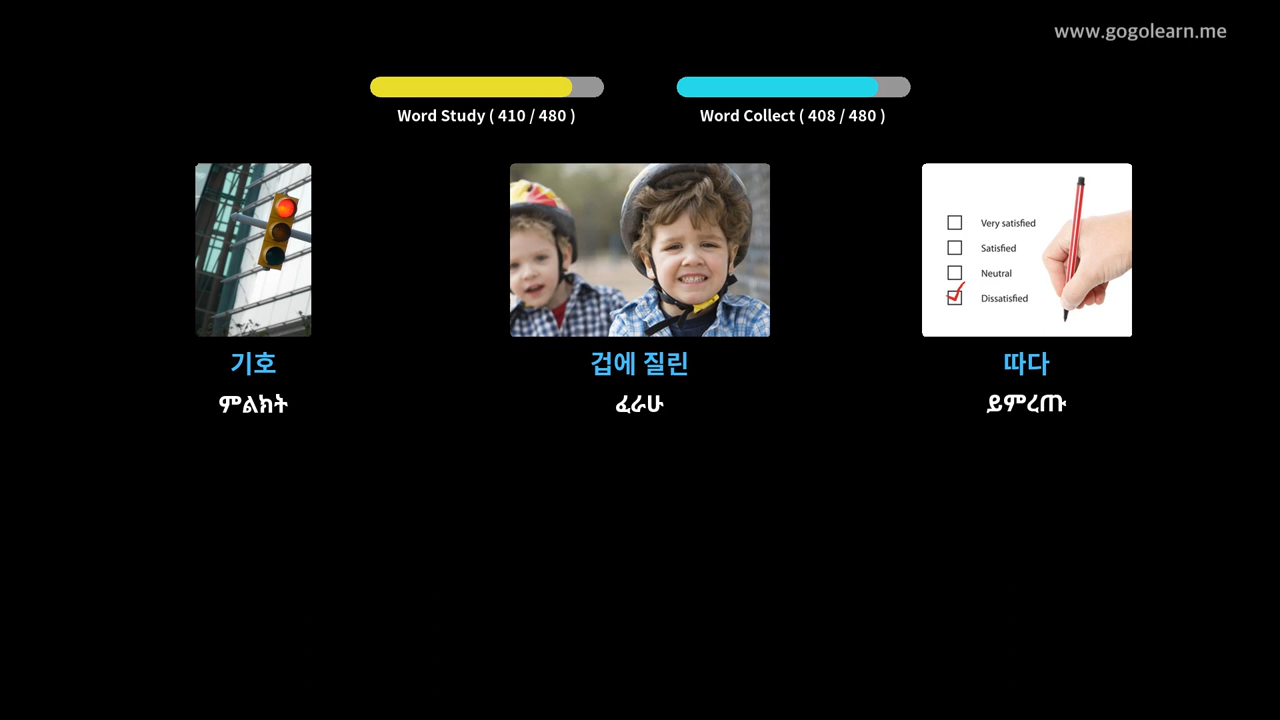 www.gogolearn.me
Word Study ( 410 / 480 )
Word Collect ( 408 / 480 )
Very satisfied
Satisfied
Neutral
Dissatisfied
기호
겁에 질린
따다
ምልክት
ፈራሁ
ይምረጡ